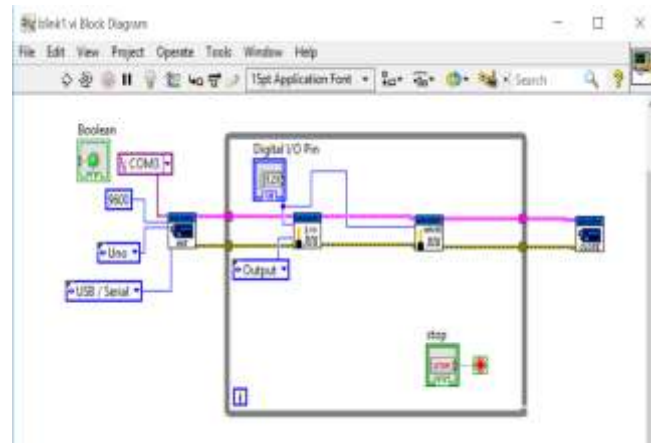 blink1.vi Block Diagram
File Edit View Project Operate Tools Window Help
15pt Application Font
Search
Boolean
COM3
9600
Uno
USB / Serial
Digital I/O Pin
Output
stop
i